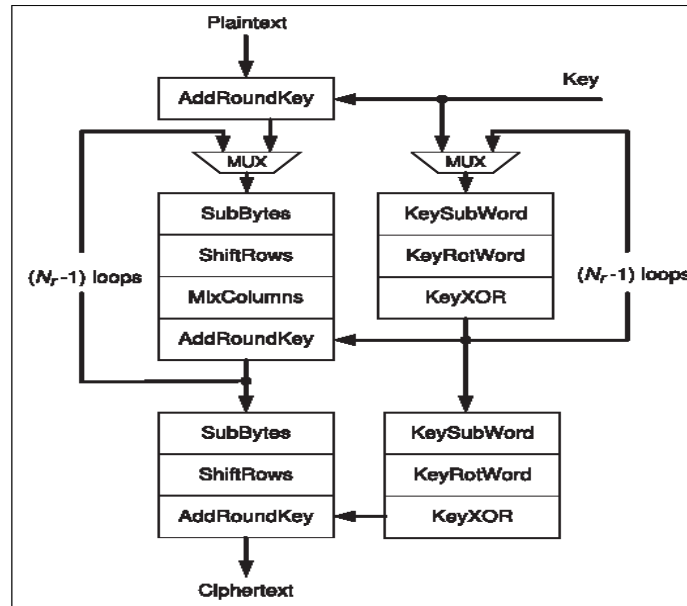 Plaintext
AddRoundKey
Key
MUX
MUX
SubBytes
KeySubWord
ShiftRows
KeyRotWord
(Nr -1) loops
(Nr -1) loops
MixColumns
KeyXOR
AddRoundKey
SubBytes
KeySubWord
ShiftRows
KeyRotWord
AddRoundKey
KeyXOR
Ciphertext